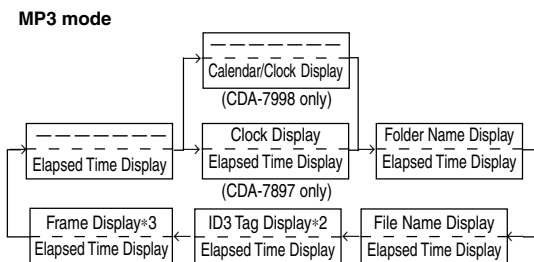 MP3 mode
Calendar/Clock Display
(CDA-7998 only)
Elapsed Time Display
Clock Display
Elapsed Time Display
(CDA-7897 only)
Folder Name Display
Elapsed Time Display
Frame Display*3
Elapsed Time Display
ID3 Tag Display*2
Elapsed Time Display
File Name Display
Elapsed Time Display